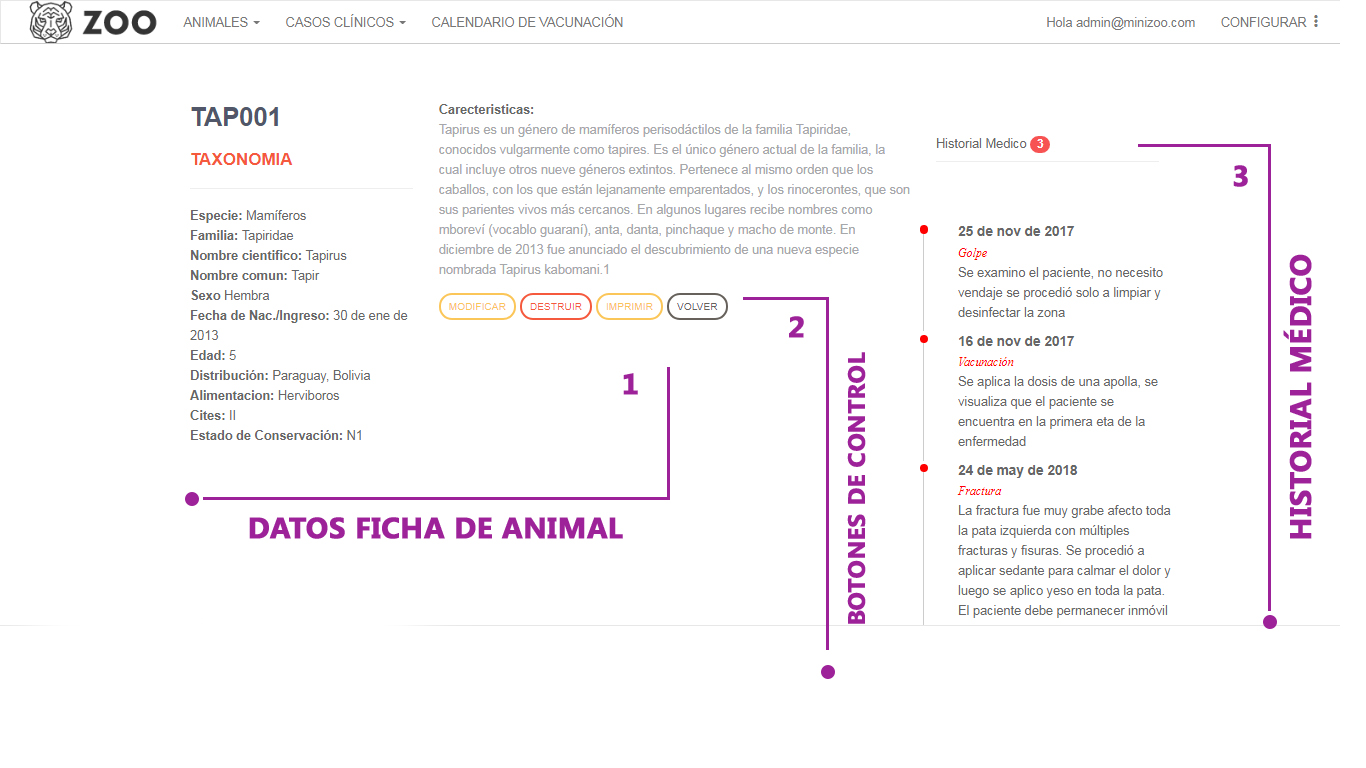 ZOO ANIMALES CASOS CLÍNICOS CALENDARIO DE VACUNACIÓN Hola admin@minizoo.com CONFIGURAR
TAP001
TAXONOMIA
Especie: Mamíferos
Familia: Tapiridae
Nombre cientifico: Tapirus
Nombre comun: Tapir
Sexo Hembra
Fecha de Nac./Ingreso: 30 de ene de
2013
Edad: 5
Distribución: Paraguay, Bolivia
Alimentacion: Herviboros
Cites: II
Estado de Conservación: N1
Carecteristicas:
Tapirus es un género de mamíferos perisodáctilos de la familia Tapiridae,
conocidos vulgarmente como tapires. Es el único género actual de la familia, la
cual incluye otros nueve géneros extintos. Pertenece al mismo orden que los
caballos, con los que están lejanamente emparentados, y los rinocerontes, que son
sus parientes vivos más cercanos. En algunos lugares recibe nombres como
mboreví (vocablo guaraní), anta, danta, pinchaque y macho de monte. En
diciembre de 2013 fue anunciado el descubrimiento de una nueva especie
nombrada Tapirus kabomani.1
MODIFICAR DESTRUIR IMPRIMIR VOLVER
1
DATOS FICHA DE ANIMAL
2
BOTONES DE CONTROL
Historial Medico 3
25 de nov de 2017
Golpe
Se examino el paciente, no necesito
vendaje se procedió solo a limpiar y
desinfectar la zona
16 de nov de 2017
Vacunación
Se aplica la dosis de una apolla, se
visualiza que el paciente se
encuentra en la primera eta de la
enfermedad
24 de may de 2018
Fractura
La fractura fue muy grabe afecto toda
la pata izquierda con múltiples
fracturas y fisuras. Se procedió a
aplicar sedante para calmar el dolor y
luego se aplico yeso en toda la pata.
El paciente debe permanecer inmóvil
3
HISTORIAL MÉDICO